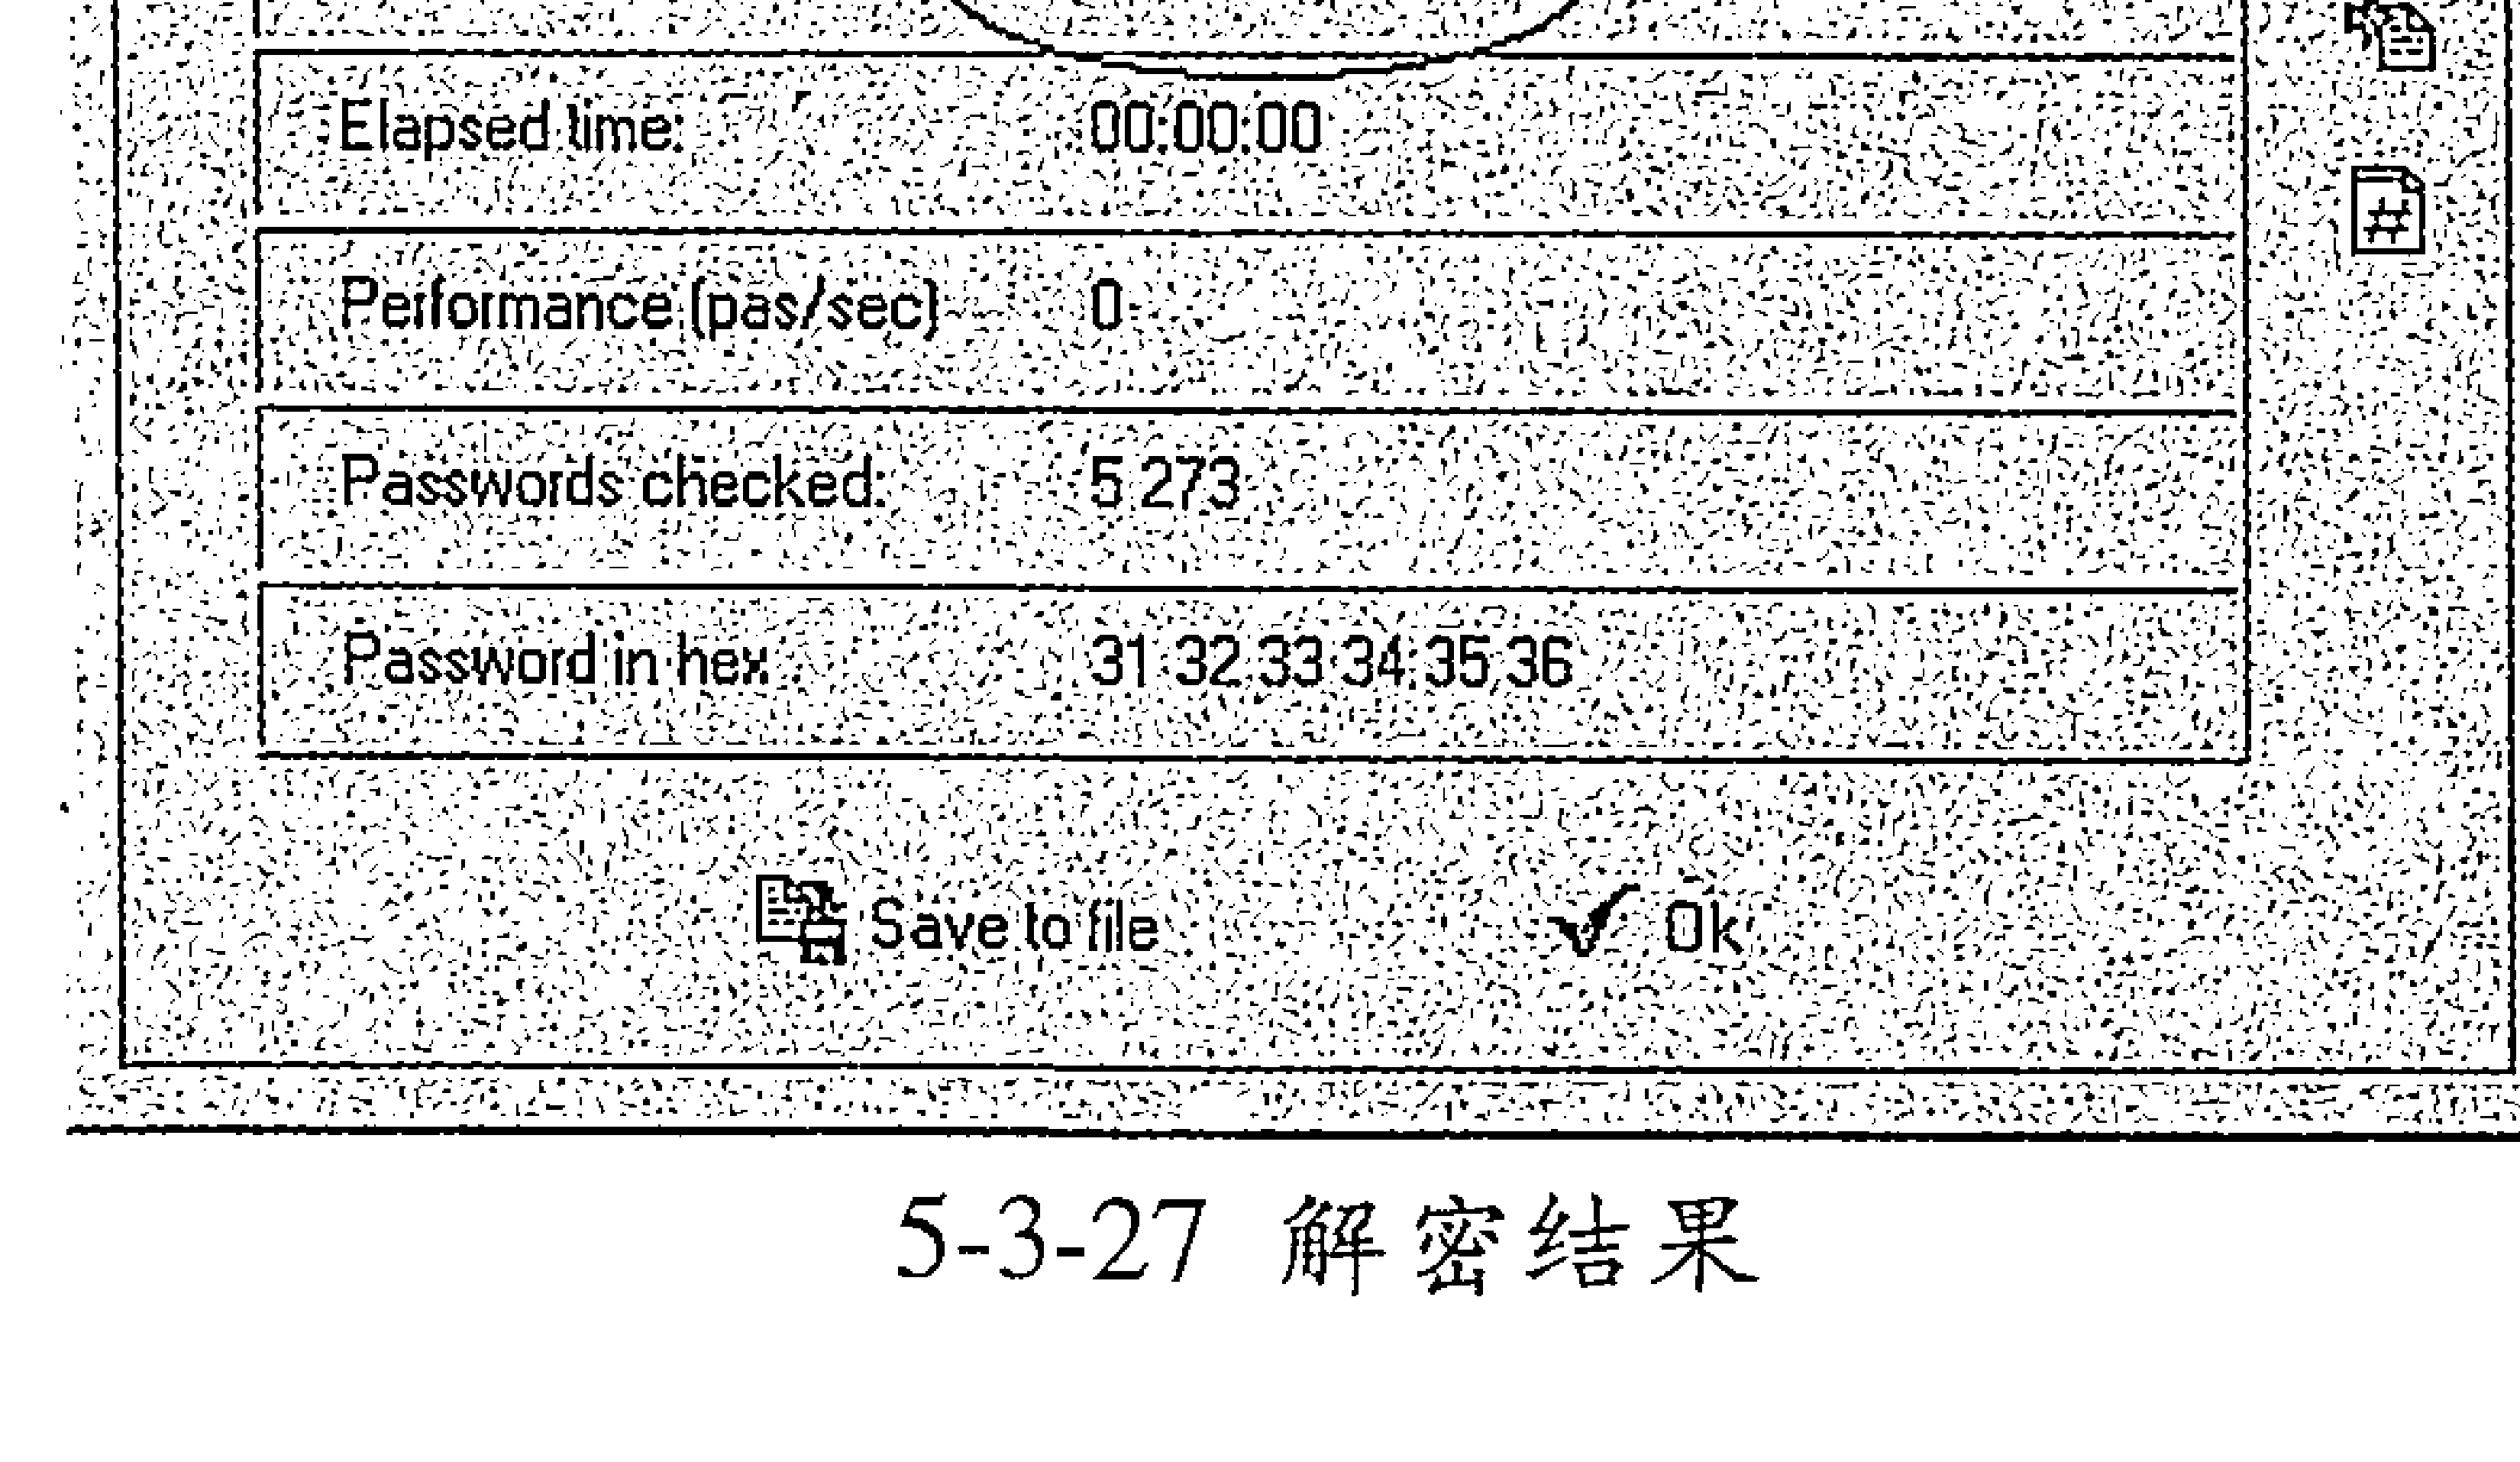 Elapsed time: 00:00:00
Performance (pas/sec) 0
Passwords checked: 5 273
Password in hex 31 32 33 34 35 36
Save to file Ok
5-3-27 解密结果